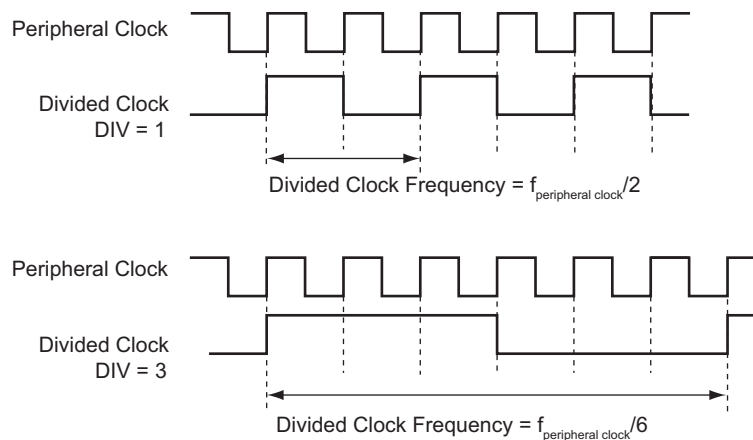 Peripheral Clock
Divided Clock
DIV = 1
Divided Clock Frequency = fperipheral clock/2
Peripheral Clock
Divided Clock
DIV = 3
Divided Clock Frequency = fperipheral clock/6